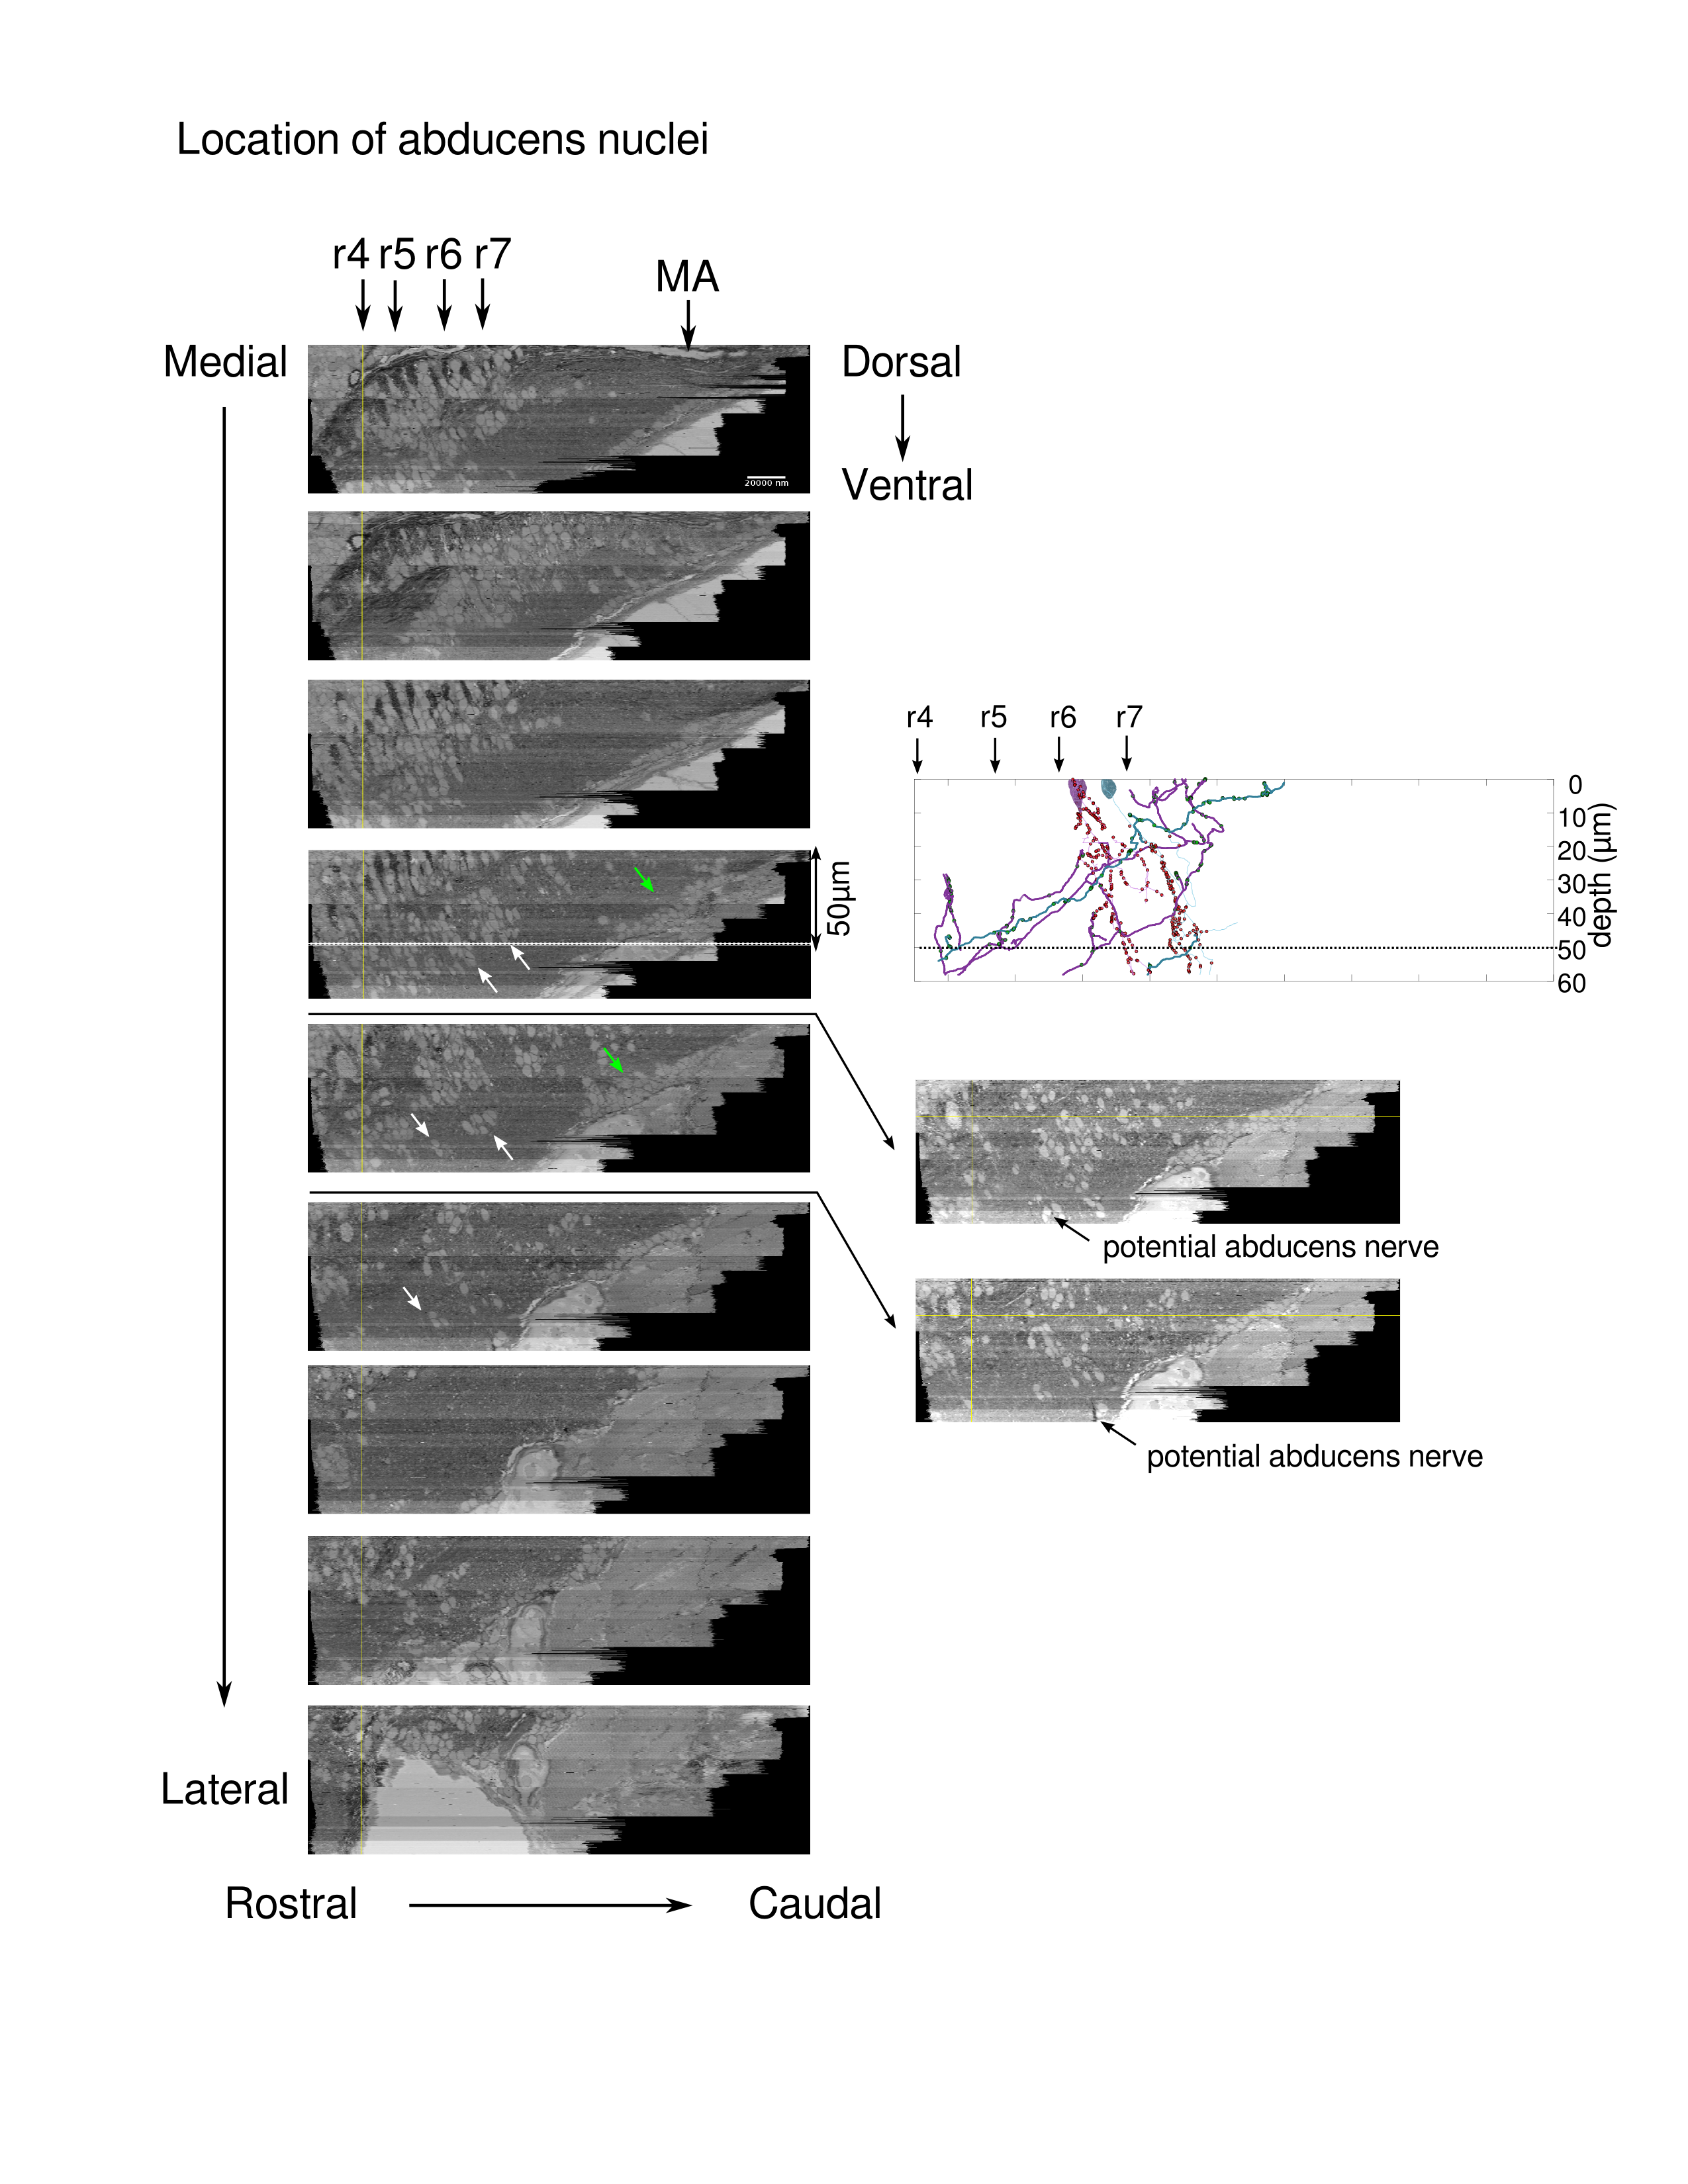 Location of abducens nuclei
r4 r5 r6 r7
MA
Medial
Dorsal
20000 nm
Ventral
r4 r5 r6 r7
0
10
20
30
40
50
60
depth (μm)
50μm
potential abducens nerve
potential abducens nerve
Lateral
Rostral
Caudal